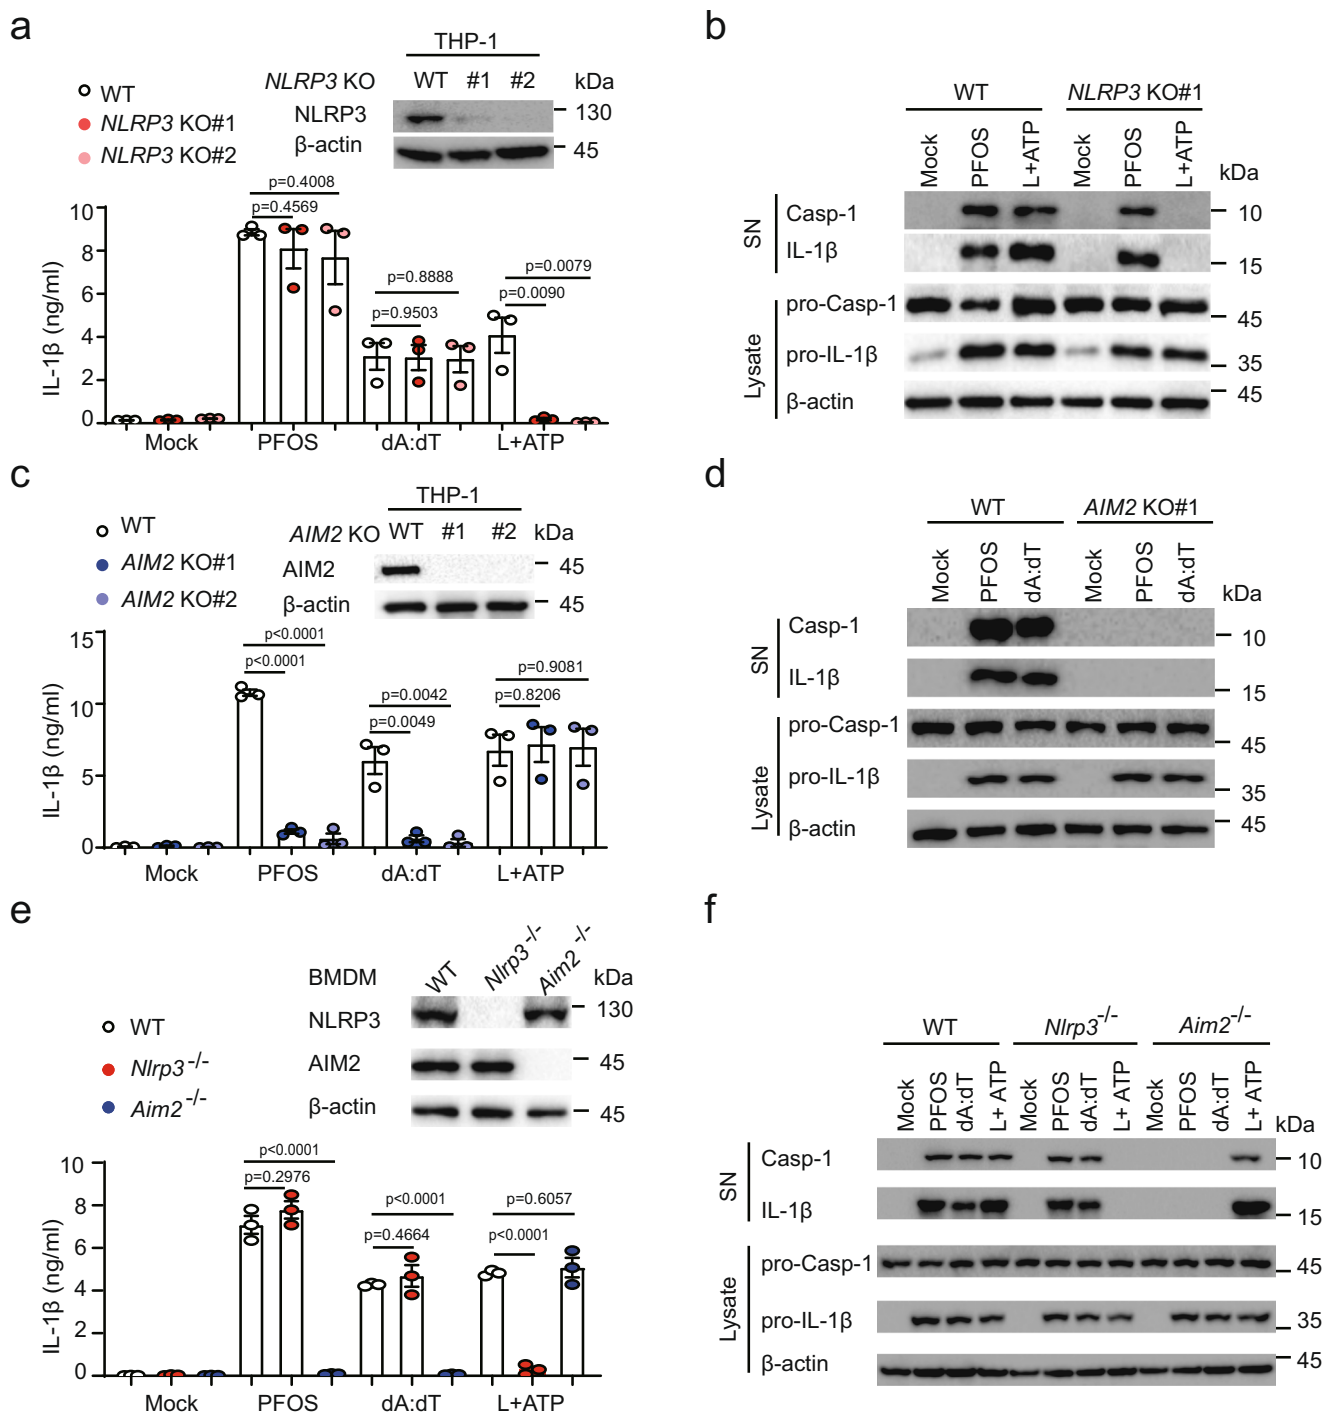 a
THP-1
NLRP3 KO WT #1 #2 kDa
WT
NLRP3 KO#1
NLRP3 KO#2
NLRP3 130
β-actin 45
p=0.4008
p=0.4569
p=0.8888
p=0.9503
p=0.0079
p=0.0090
IL-1β (ng/ml)
10
8
6
4
2
0
Mock PFOS dA:dT L+ATP
b
WT NLRP3 KO#1
Mock PFOS L+ATP Mock PFOS L+ATP kDa
SN
Casp-1 10
IL-1β 15
Lysate
pro-Casp-1 45
pro-IL-1β 35
β-actin 45
c
THP-1
AIM2 KO WT #1 #2 kDa
WT
AIM2 KO#1
AIM2 KO#2
AIM2 45
β-actin 45
p<0.0001
p<0.0001
p=0.0042
p=0.0049
p=0.9081
p=0.8206
IL-1β (ng/ml)
15
10
5
0
Mock PFOS dA:dT L+ATP
d
WT AIM2 KO#1
Mock PFOS dA:dT Mock PFOS dA:dT kDa
SN
Casp-1 10
IL-1β 15
Lysate
pro-Casp-1 45
pro-IL-1β 35
β-actin 45
e
BMDM WT Nlrp3-/- Aim2-/- kDa
WT
Nlrp3-/-
Aim2-/-
NLRP3 130
AIM2 45
β-actin 45
p<0.0001
p=0.2976
p<0.0001
p=0.4664
p=0.6057
p<0.0001
IL-1β (ng/ml)
10
8
6
4
2
0
Mock PFOS dA:dT L+ATP
f
WT Nlrp3-/- Aim2-/-
Mock PFOS dA:dT L+ ATP Mock PFOS dA:dT L+ ATP Mock PFOS dA:dT L+ ATP kDa
SN
Casp-1 10
IL-1β 15
Lysate
pro-Casp-1 45
pro-IL-1β 35
β-actin 45